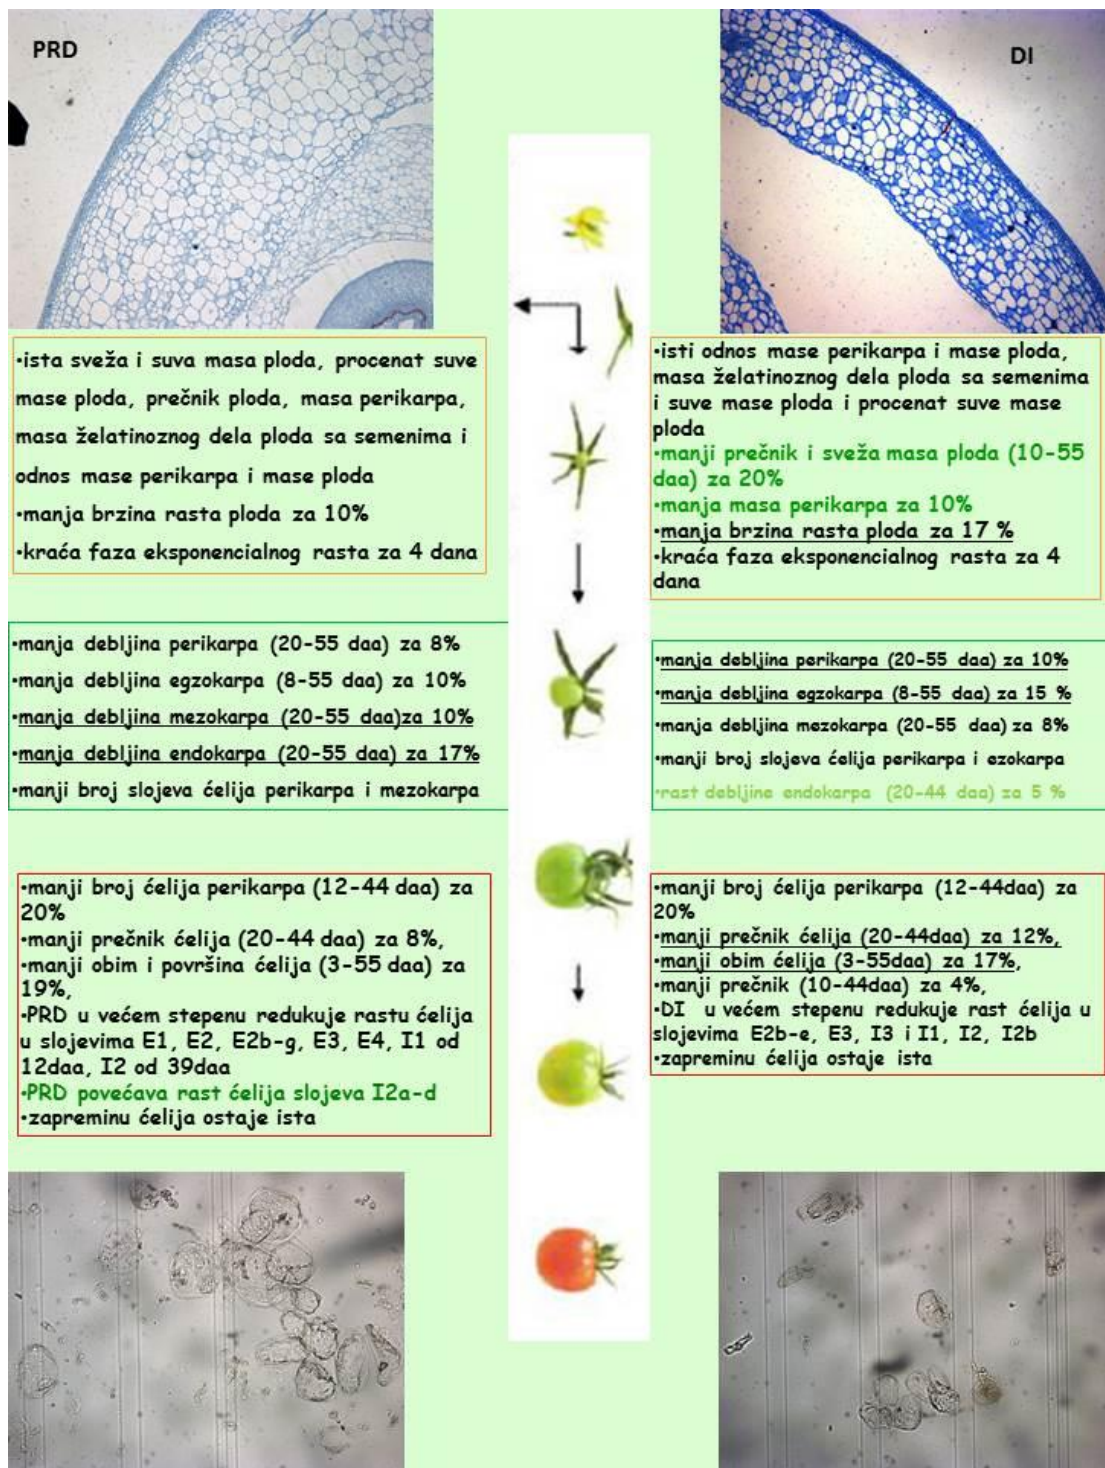 PRD
•ista sveža i suva masa ploda, procenat suve
mase ploda, prečnik ploda, masa perikarpa,
masa želatinoznog dela ploda sa semenima i
odnos mase perikarpa i mase ploda
•manja brzina rasta ploda za 10%
•kraća faza eksponencialnog rasta za 4 dana
•manja debljina perikarpa (20-55 daa) za 8%
•manja debljina egzokarpa (8-55 daa) za 10%
•manja debljina mezokarpa (20-55 daa)za 10%
•manja debljina endokarpa (20-55 daa) za 17%
•manji broj slojeva ćelija perikarpa i mezokarpa
•manji broj ćelija perikarpa (12-44 daa) za
20%
•manji prečnik ćelija (20-44 daa) za 8%,
•manji obim i površina ćelija (3-55 daa) za
19%,
•PRD u većem stepenu redukuje rastu ćelija
u slojevima E1, E2, E2b-g, E3, E4, I1 od
12daa, I2 od 39daa
•PRD povećava rast ćelija slojeva I2a-d
•zapreminu ćelija ostaje ista
DI
•isti odnos mase perikarpa i mase ploda,
masa želatinoznog dela ploda sa semenima
i suve mase ploda i procenat suve mase
ploda
•manji prečnik i sveža masa ploda (10-55
daa) za 20%
•manja masa perikarpa za 10%
•manja brzina rasta ploda za 17 %
•kraća faza eksponencialnog rasta za 4
dana
•manja debljina perikarpa (20-55 daa) za 10%
•manja debljina egzokarpa (8-55 daa) za 15 %
•manja debljina mezokarpa (20-55 daa) za 8%
•manji broj slojeva ćelija perikarpa i ezokarpa
•rast debljine endokarpa (20-44 daa) za 5 %
•manji broj ćelija perikarpa (12-44daa) za
20%
•manji prečnik ćelija (20-44daa) za 12%,
•manji obim ćelija (3-55daa) za 17%,
•manji prečnik (10-44daa) za 4%,
•DI u većem stepenu redukuje rast ćelija u
slojevima E2b-e, E3, I3 i I1, I2, I2b
•zapreminu ćelija ostaje ista